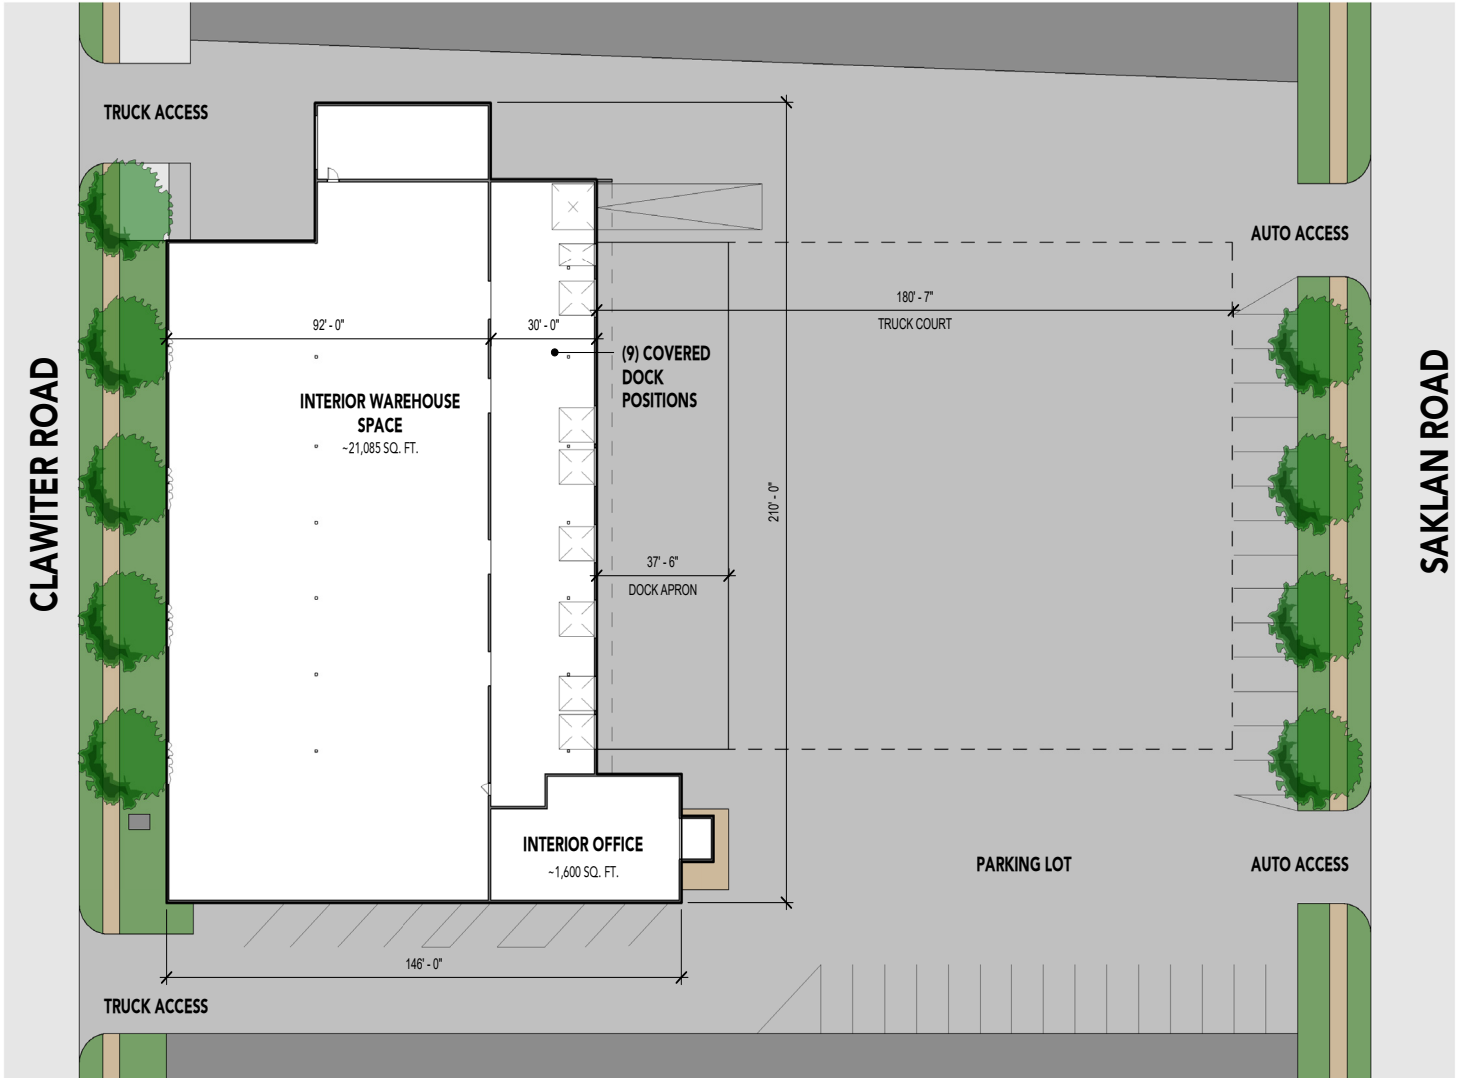 TRUCK ACCESS
AUTO ACCESS
180' - 7"
TRUCK COURT
92' - 0"
30' - 0"
(9) COVERED
DOCK
POSITIONS
INTERIOR WAREHOUSE
SPACE
~21,085 SQ. FT.
CLAWITER ROAD
SAKLAN ROAD
210' - 0"
37' - 6"
DOCK APRON
INTERIOR OFFICE
~1,600 SQ. FT.
PARKING LOT
AUTO ACCESS
146' - 0"
TRUCK ACCESS